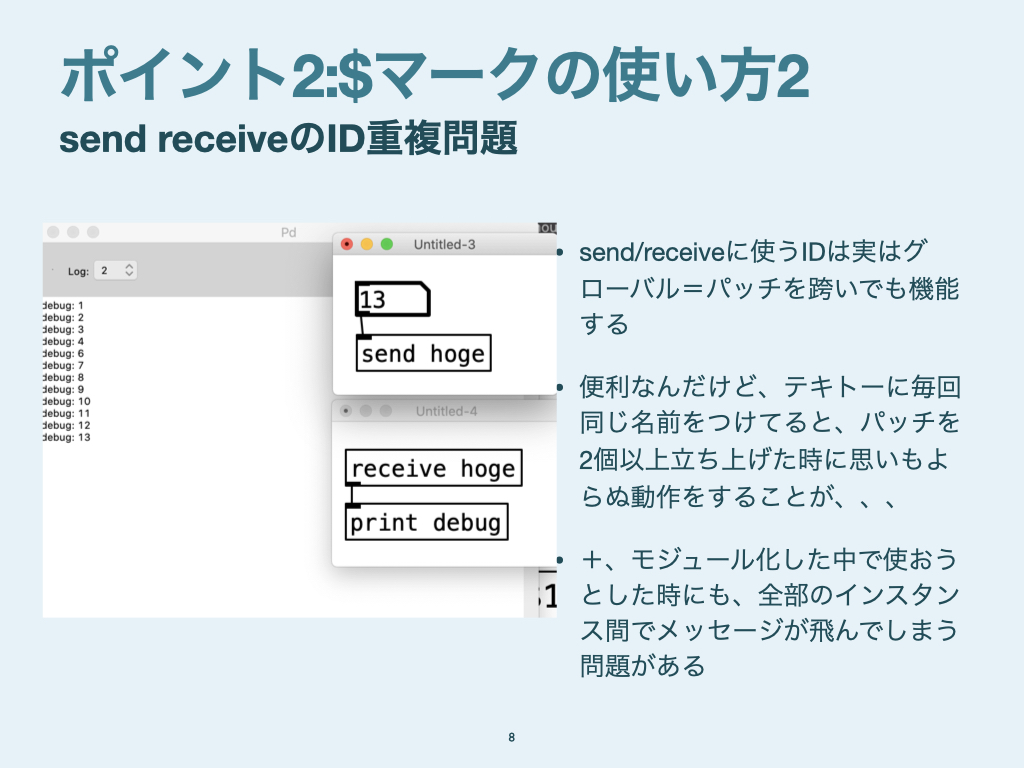 ポイント2:$マークの使い方2
send receiveのID重複問題
Pd
Log: 2
debug: 1
debug: 2
debug: 3
debug: 4
debug: 6
debug: 7
debug: 8
debug: 9
debug: 10
debug: 11
debug: 12
debug: 13
Untitled-3
13
send hoge
Untitled-4
receive hoge
print debug
• send/receiveに使うIDは実はグ
ローバル＝パッチを跨いでも機能
する
• 便利なんだけど、テキトーに毎回
同じ名前をつけてると、パッチを
2個以上立ち上げた時に思いもよ
らぬ動作をすることが、、、
• ＋、モジュール化した中で使おう
とした時にも、全部のインスタン
ス間でメッセージが飛んでしまう
問題がある
8